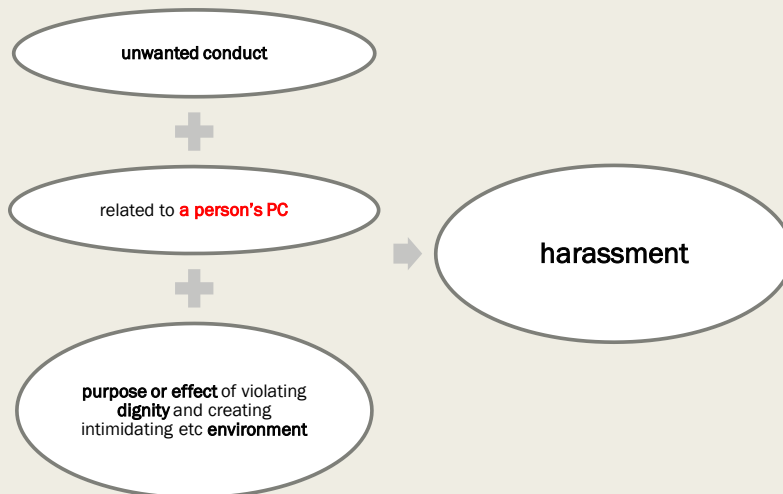 unwanted conduct
related to a person's PC
purpose or effect of violating
dignity and creating
intimidating etc environment
harassment